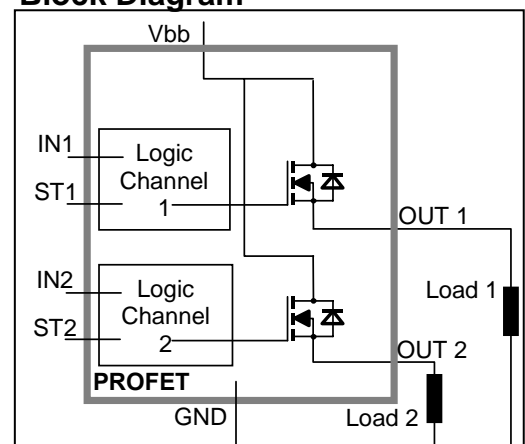 Block Diagram
Vbb
IN1
Logic
Channel
1
ST1
OUT 1
IN2
Logic
Channel
2
ST2
Load 1
OUT 2
PROFET
GND
Load 2